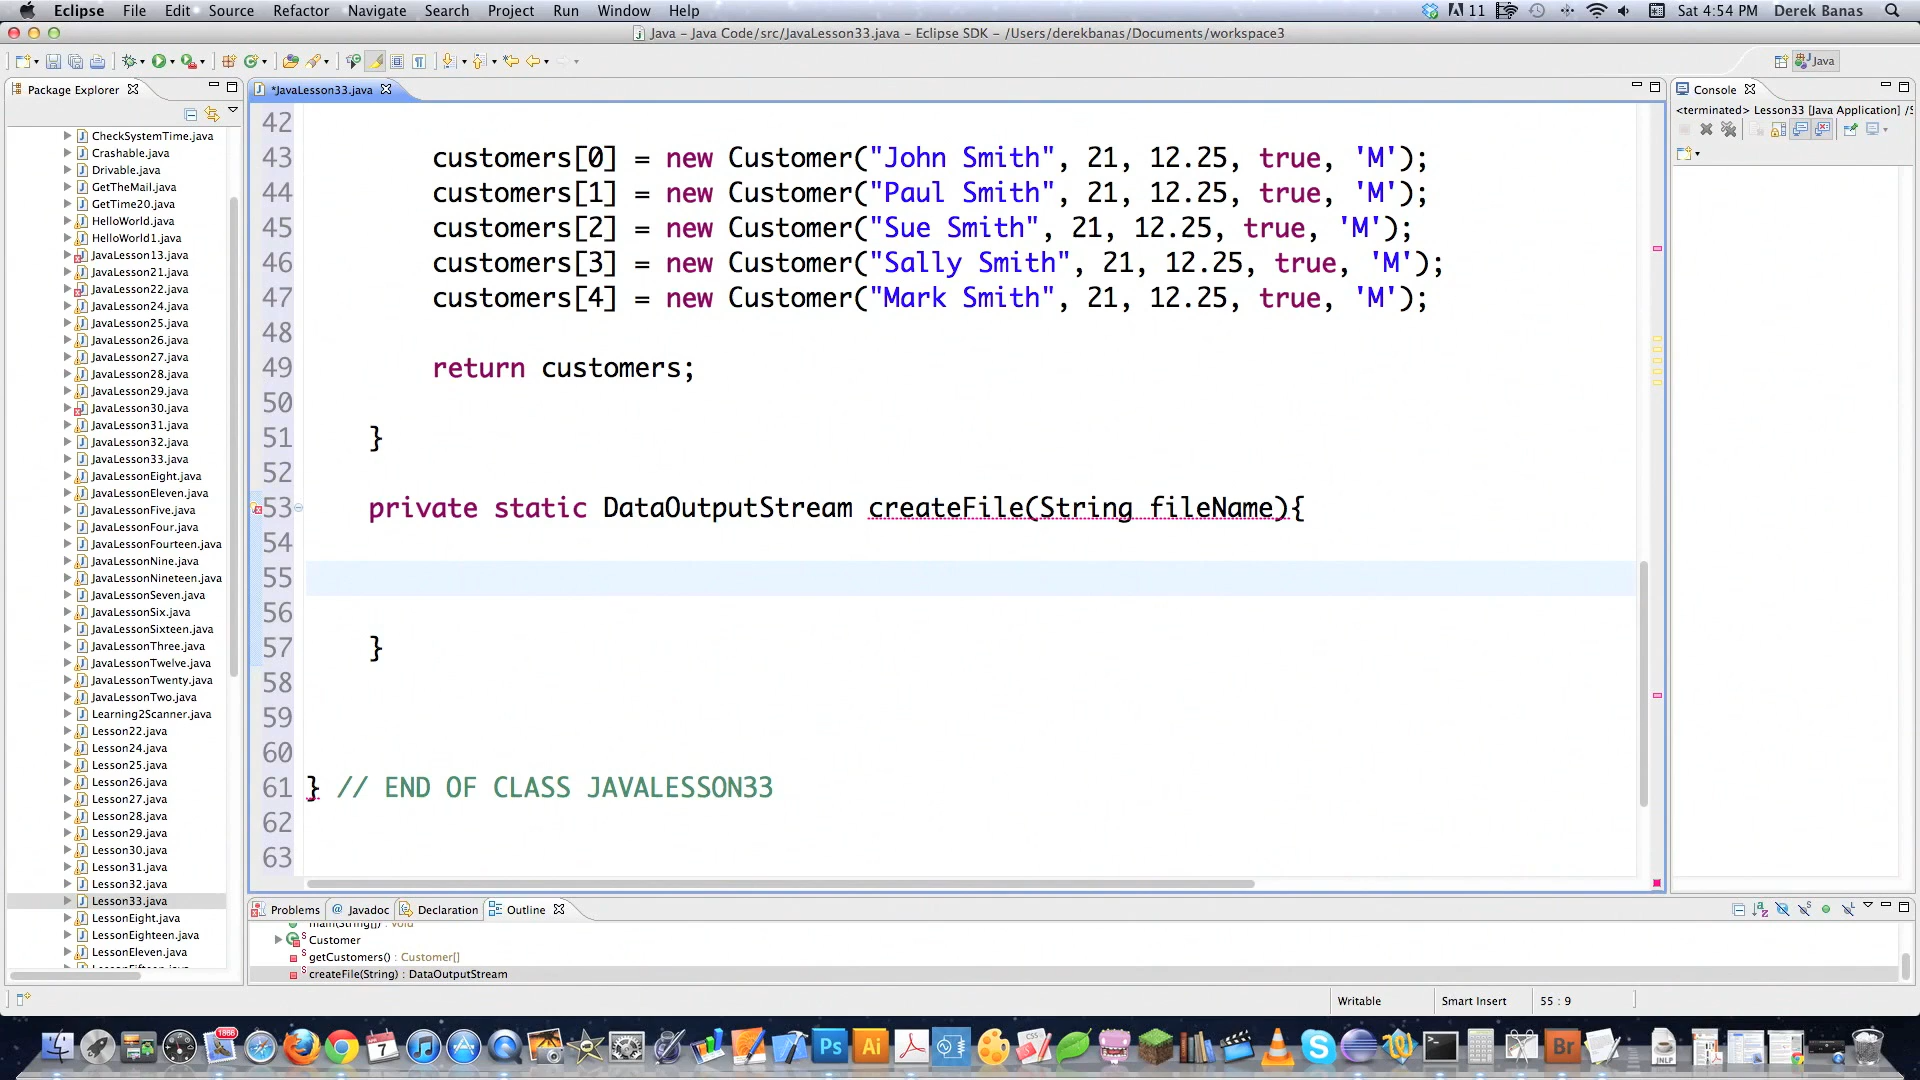 Eclipse File Edit Source Refactor Navigate Search Project Run Window Help 11 Sat 4:54 PM Derek Banas
Java – Java Code/src/JavaLesson33.java – Eclipse SDK – /Users/derekbanas/Documents/workspace3
Java
Package Explorer
CheckSystemTime.java
Crashable.java
Drivable.java
GetTheMail.java
GetTime20.java
HelloWorld.java
HelloWorld1.java
JavaLesson13.java
JavaLesson21.java
JavaLesson22.java
JavaLesson24.java
JavaLesson25.java
JavaLesson26.java
JavaLesson27.java
JavaLesson28.java
JavaLesson29.java
JavaLesson30.java
JavaLesson31.java
JavaLesson32.java
JavaLesson33.java
JavaLessonEight.java
JavaLessonEleven.java
JavaLessonFive.java
JavaLessonFour.java
JavaLessonFourteen.java
JavaLessonNine.java
JavaLessonNineteen.java
JavaLessonSeven.java
JavaLessonSix.java
JavaLessonSixteen.java
JavaLessonThree.java
JavaLessonTwelve.java
JavaLessonTwenty.java
JavaLessonTwo.java
Learning2Scanner.java
Lesson22.java
Lesson24.java
Lesson25.java
Lesson26.java
Lesson27.java
Lesson28.java
Lesson29.java
Lesson30.java
Lesson31.java
Lesson32.java
Lesson33.java
LessonEight.java
LessonEighteen.java
LessonEleven.java
LessonFifteen.java
*JavaLesson33.java
42
43 customers[0] = new Customer("John Smith", 21, 12.25, true, 'M');
44 customers[1] = new Customer("Paul Smith", 21, 12.25, true, 'M');
45 customers[2] = new Customer("Sue Smith", 21, 12.25, true, 'M');
46 customers[3] = new Customer("Sally Smith", 21, 12.25, true, 'M');
47 customers[4] = new Customer("Mark Smith", 21, 12.25, true, 'M');
48
49 return customers;
50
51 }
52
53 private static DataOutputStream createFile(String fileName){
54
55
56
57 }
58
59
60
61 } // END OF CLASS JAVALESSON33
62
63
Console
<terminated> Lesson33 [Java Application] /S
Problems Javadoc Declaration Outline
main(String[]) : void
Customer
getCustomers() : Customer[]
createFile(String) : DataOutputStream
Writable Smart Insert 55 : 9
1866
7
Ps
Ai
Br
JNLP